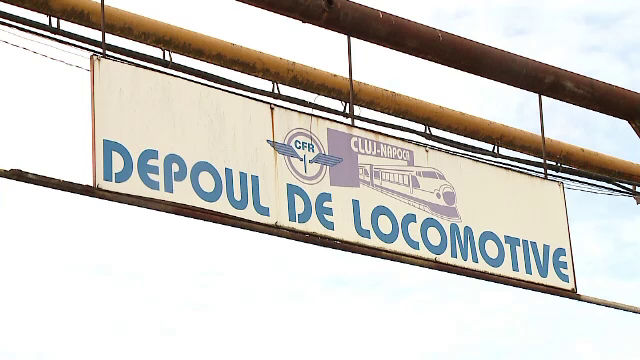 CFR
CLUJ-NAPOCA
DEPOUL DE LOCOMOTIVE